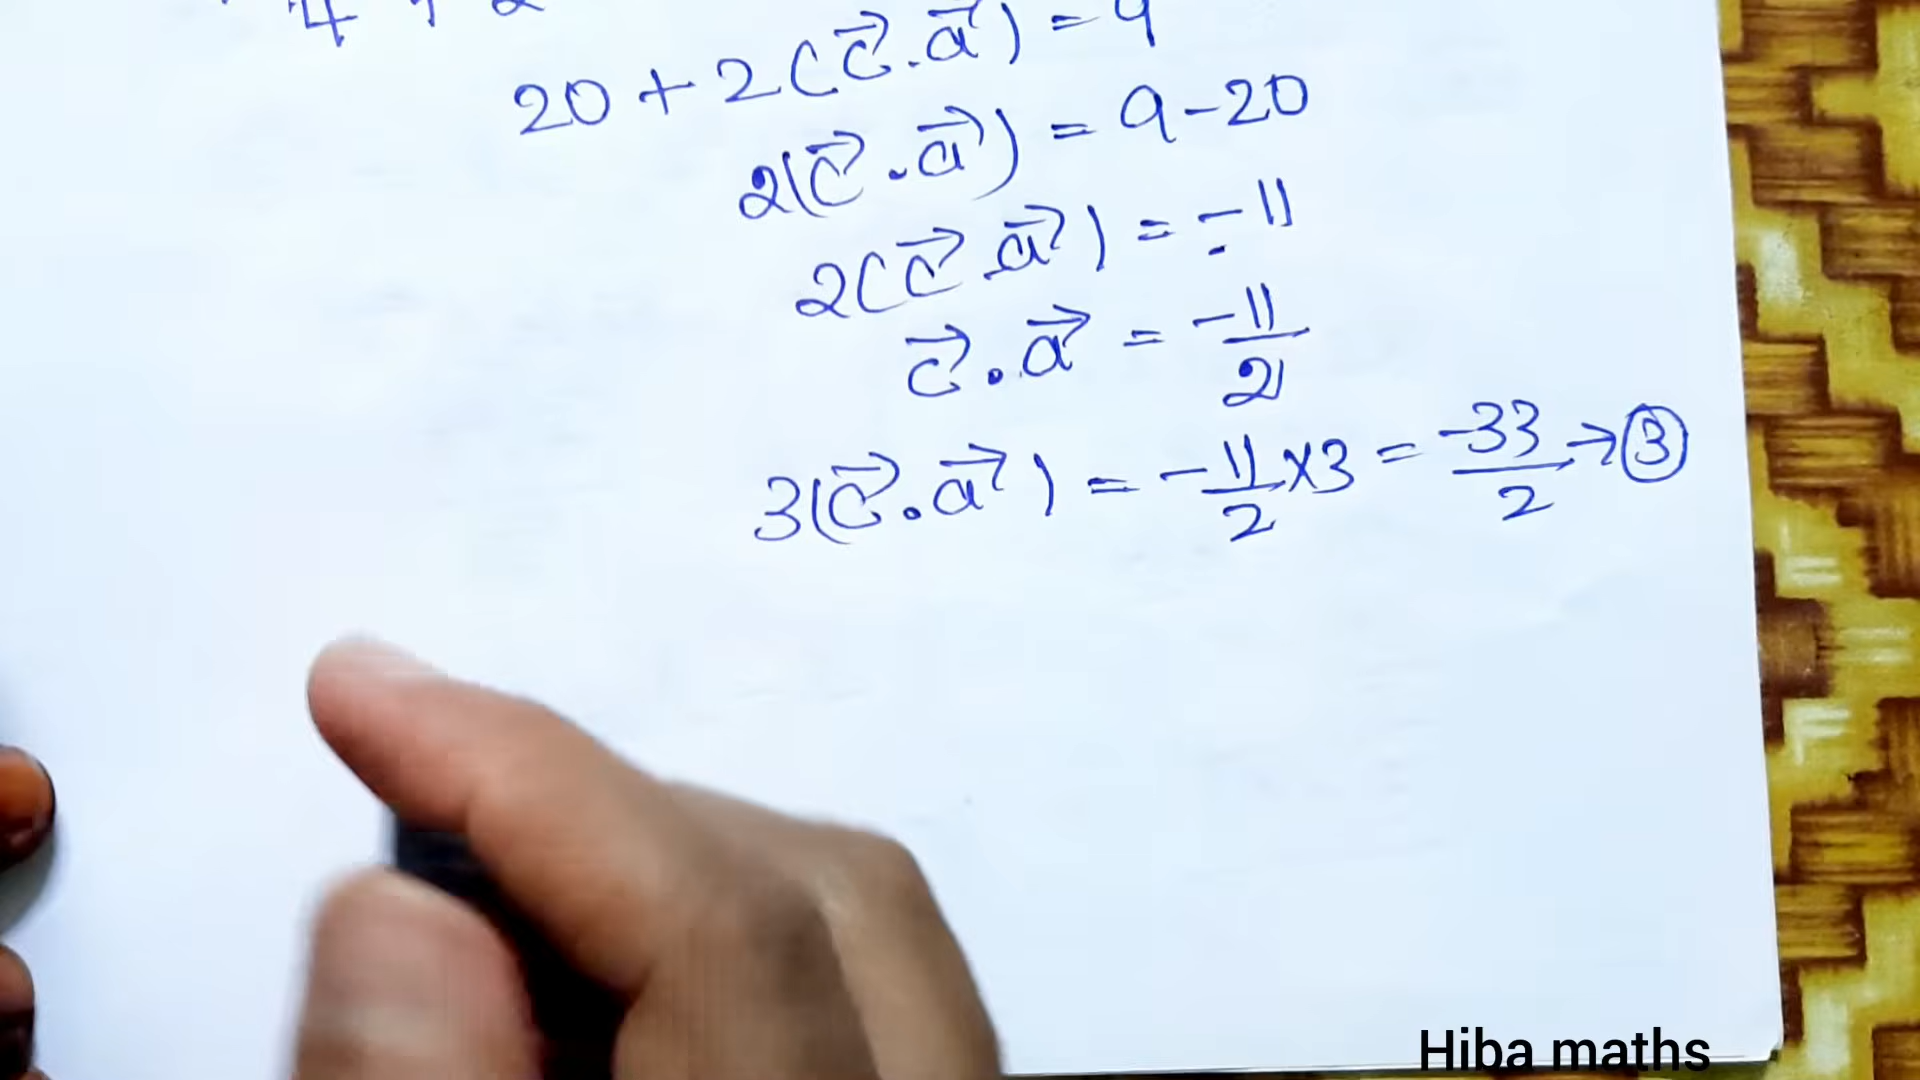 20 + 2(c⃗.a⃗) = 9
2(c⃗.a⃗) = 9-20
2(c⃗.a⃗) = -11
c⃗.a⃗ = -11/2
3(c⃗.a⃗) = -11/2 x3 = -33/2 → ③
Hiba maths